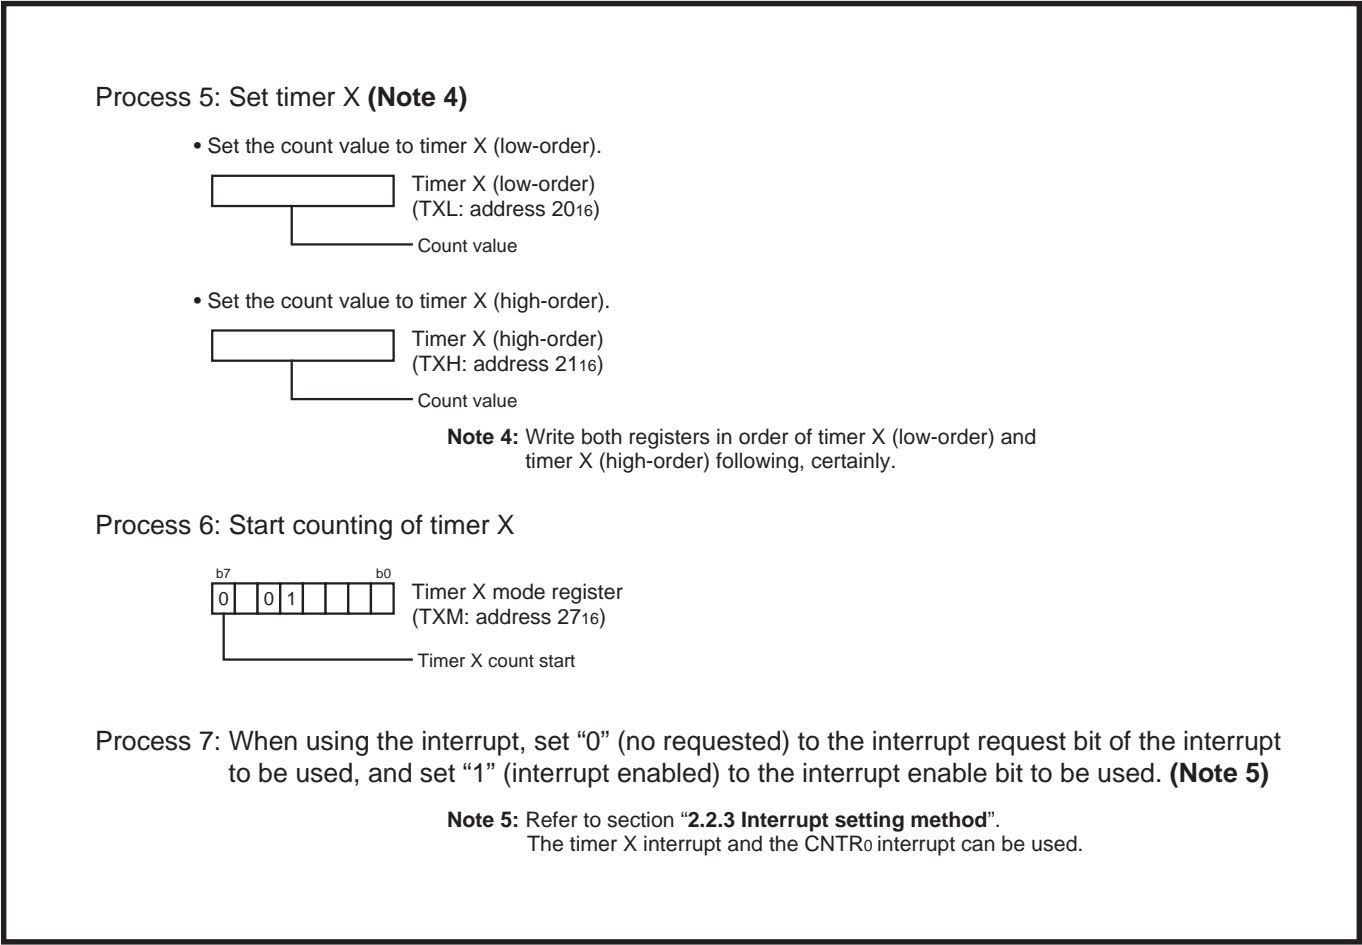 Process 5: Set timer X (Note 4)
• Set the count value to timer X (low-order).
Timer X (low-order)
(TXL: address 2016)
Count value
• Set the count value to timer X (high-order).
Timer X (high-order)
(TXH: address 2116)
Count value
Note 4: Write both registers in order of timer X (low-order) and
timer X (high-order) following, certainly.
Process 6: Start counting of timer X
b7 b0
0 0 1
Timer X mode register
(TXM: address 2716)
Timer X count start
Process 7: When using the interrupt, set “0” (no requested) to the interrupt request bit of the interrupt
to be used, and set “1” (interrupt enabled) to the interrupt enable bit to be used. (Note 5)
Note 5: Refer to section “2.2.3 Interrupt setting method”.
The timer X interrupt and the CNTR0 interrupt can be used.